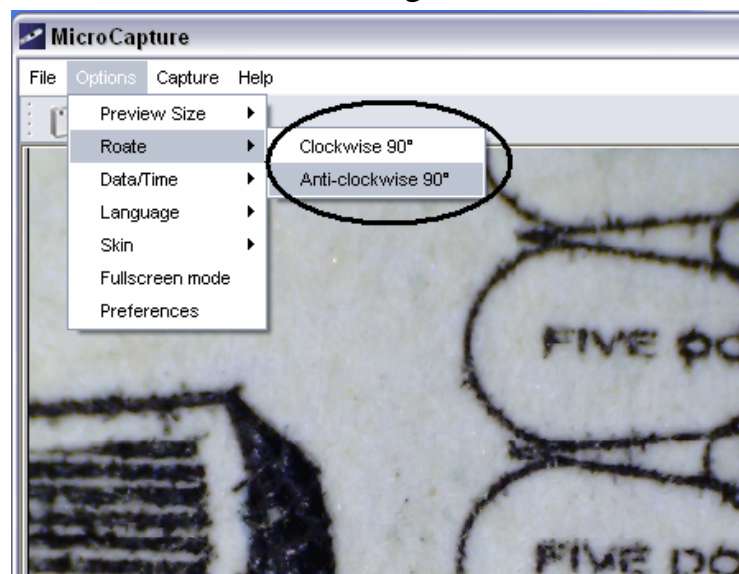 MicroCapture
File Options Capture Help
Preview Size
Roate
Clockwise 90°
Anti-clockwise 90°
Data/Time
Language
Skin
Fullscreen mode
Preferences
FIVE
FIVE DO